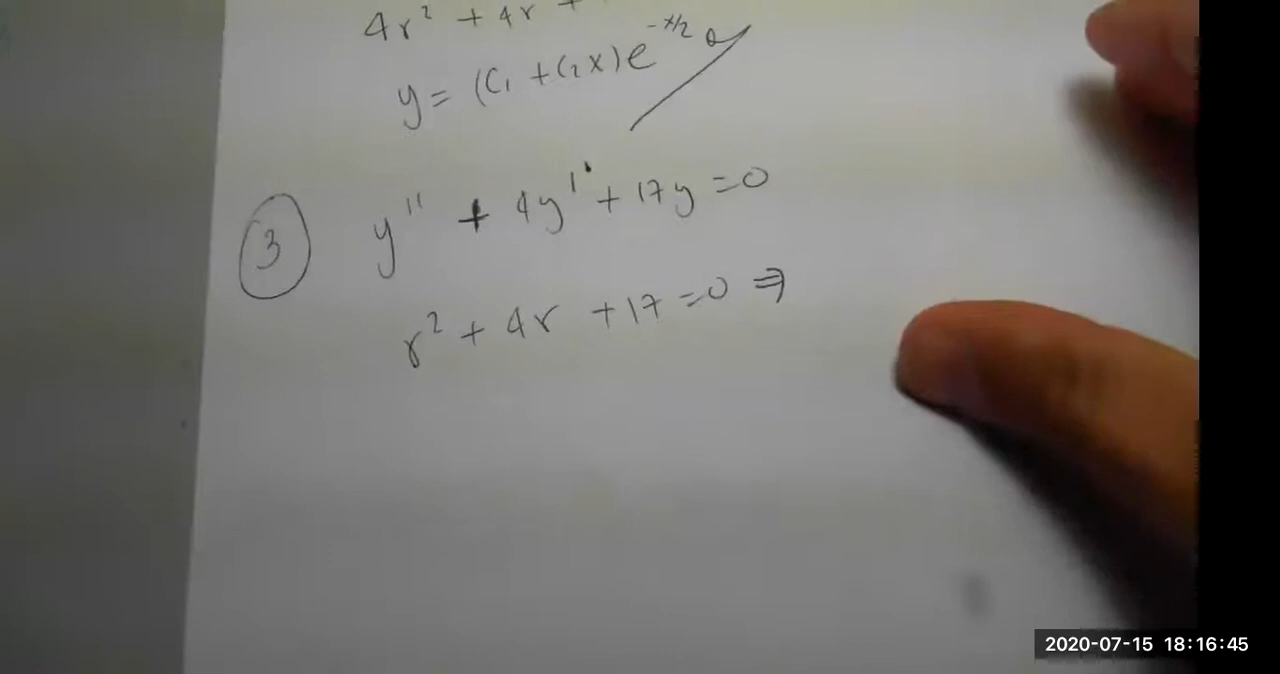 4r² + 4r +
y = (C₁ + C₂x)e^{-x/2}
3 y'' + 4y' + 17y = 0
r² + 4r + 17 = 0 ⇒
2020-07-15 18:16:45